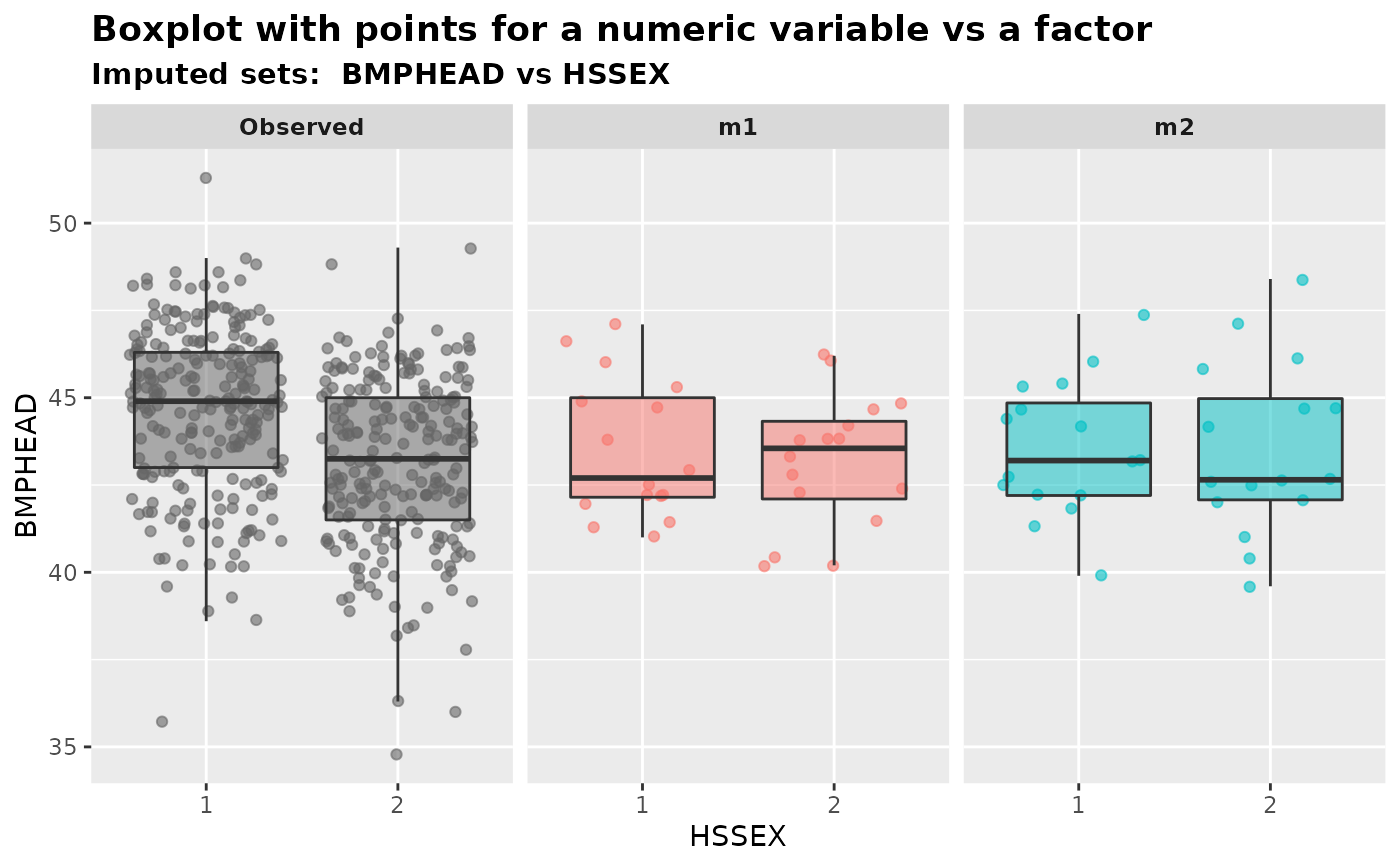 Boxplot with points for a numeric variable vs a factor
Imputed sets:  BMPHEAD vs HSSEX
Observed
m1
m2
BMPHEAD
50
45
40
35
1 2 1 2 1 2
HSSEX